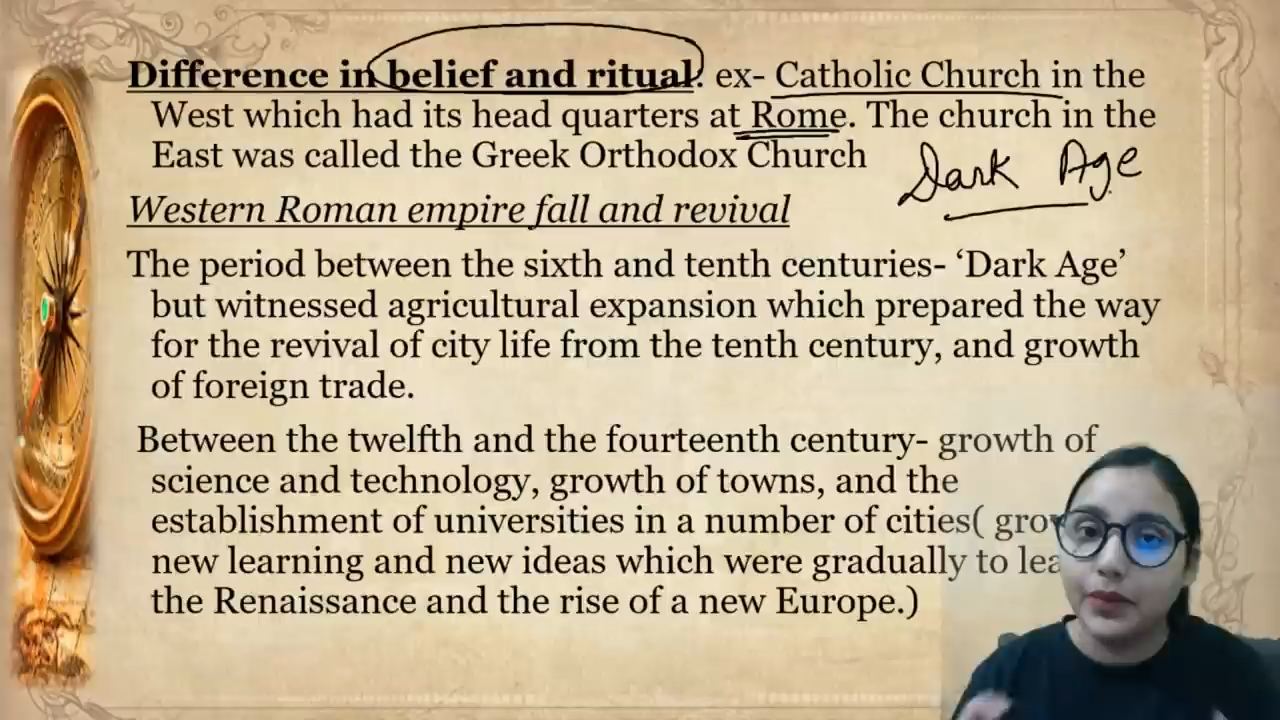 Difference in belief and ritual. ex- Catholic Church in the
West which had its head quarters at Rome. The church in the
East was called the Greek Orthodox Church
Dark Age
Western Roman empire fall and revival
The period between the sixth and tenth centuries- ‘Dark Age’
but witnessed agricultural expansion which prepared the way
for the revival of city life from the tenth century, and growth
of foreign trade.
Between the twelfth and the fourteenth century- growth of
science and technology, growth of towns, and the
establishment of universities in a number of cities(
new learning and new ideas which were gradually to
the Renaissance and the rise of a new Europe.)